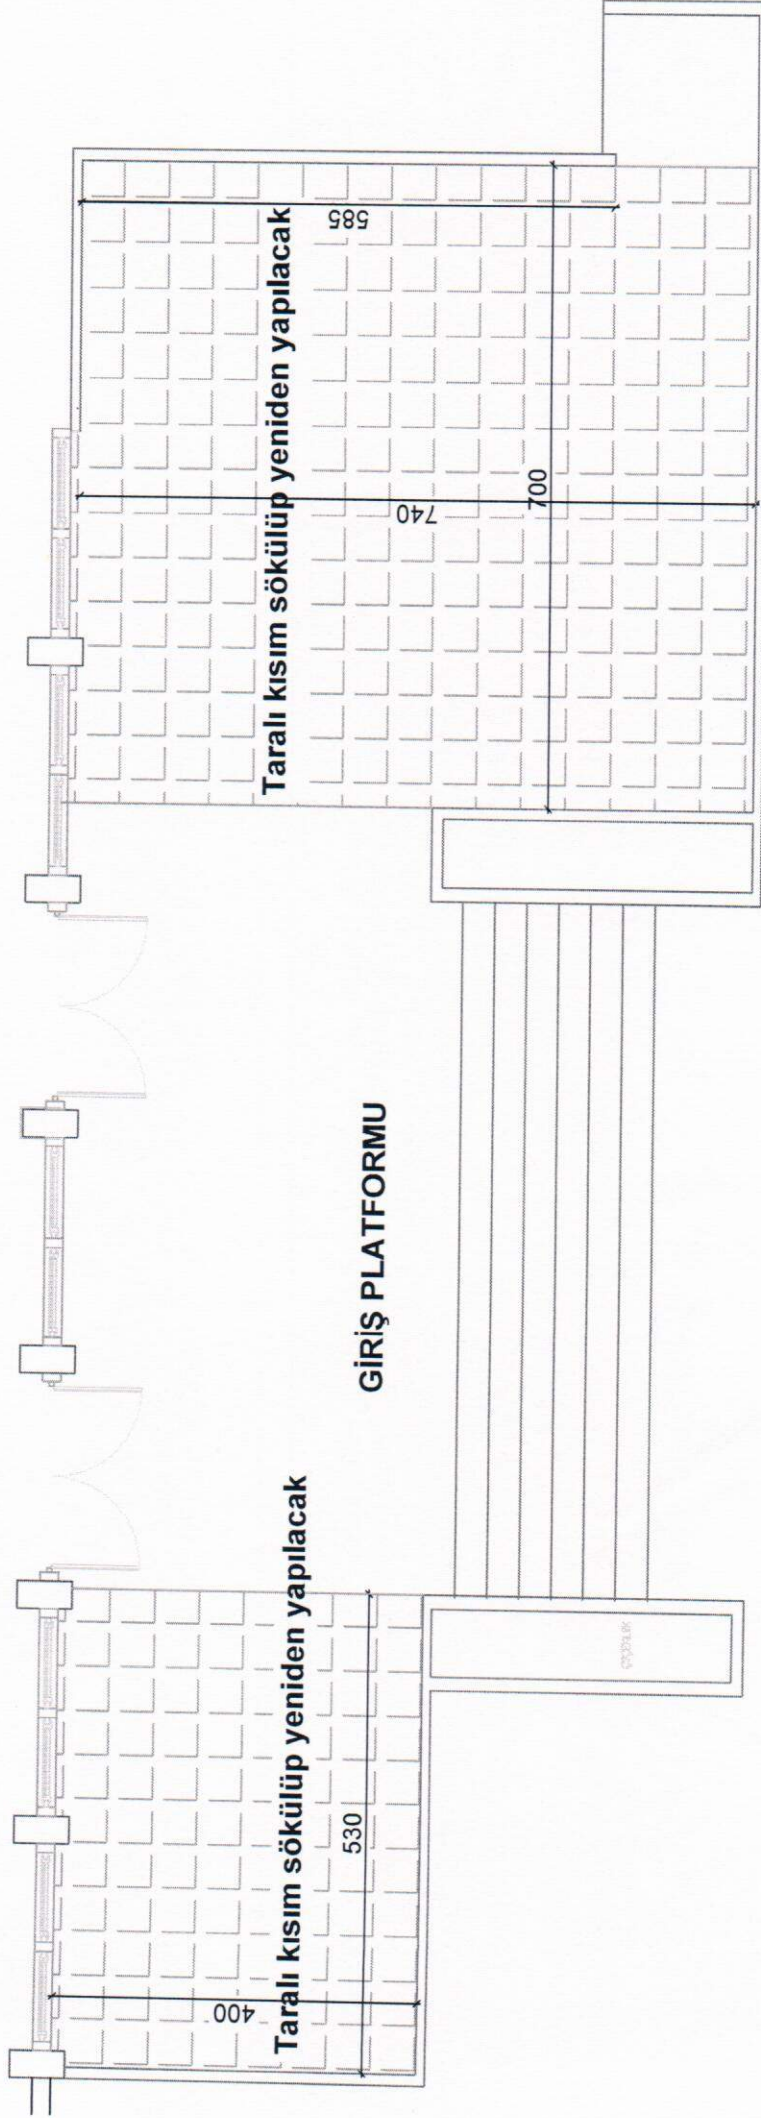 Taralı kısım sökülüp yeniden yapılacak
400
530
GİRİŞ PLATFORMU
Taralı kısım sökülüp yeniden yapılacak
585
740
700